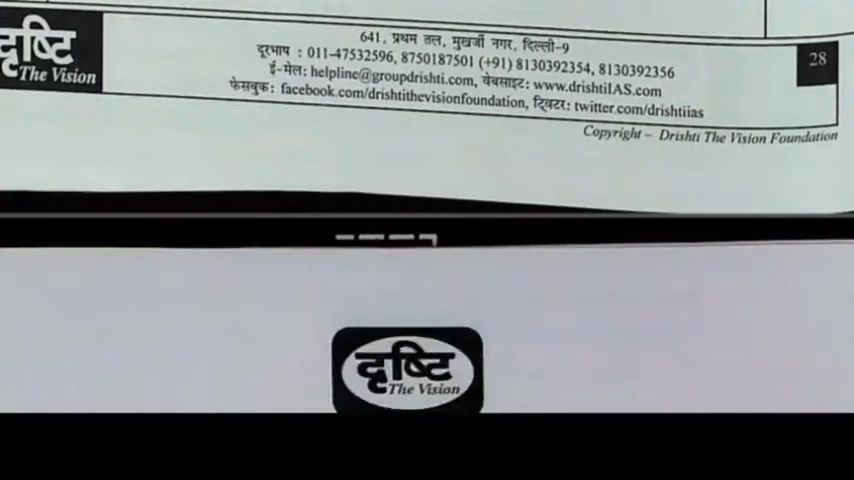 दृष्टि
The Vision
641, प्रथम तल, मुखर्जी नगर, दिल्ली-9
दूरभाष : 011-47532596, 8750187501 (+91) 8130392354, 8130392356
ई-मेल: helpline@groupdrishti.com, वेबसाइट: www.drishtiIAS.com
फेसबुक: facebook.com/drishtithevisionfoundation, ट्विटर: twitter.com/drishtiias
28
Copyright – Drishti The Vision Foundation
दृष्टि
The Vision